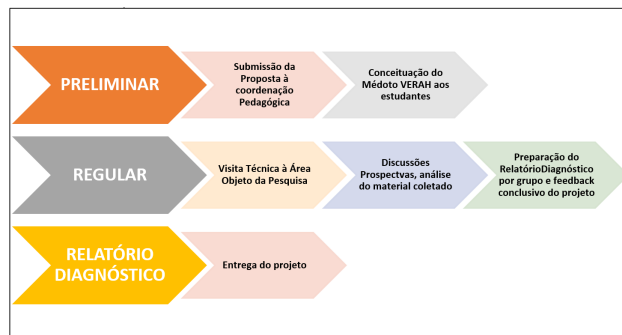 PRELIMINAR
Submissão da
Proposta à
coordenação
Pedagógica
Conceituação do
Médoto VERAH aos
estudantes
REGULAR
Visita Técnica à Área
Objeto da Pesquisa
Discussões
Prospectvas, análise
do material coletado
Preparação do
RelatórioDiagnóstico
por grupo e feedback
conclusivo do projeto
RELATÓRIO
DIAGNÓSTICO
Entrega do projeto